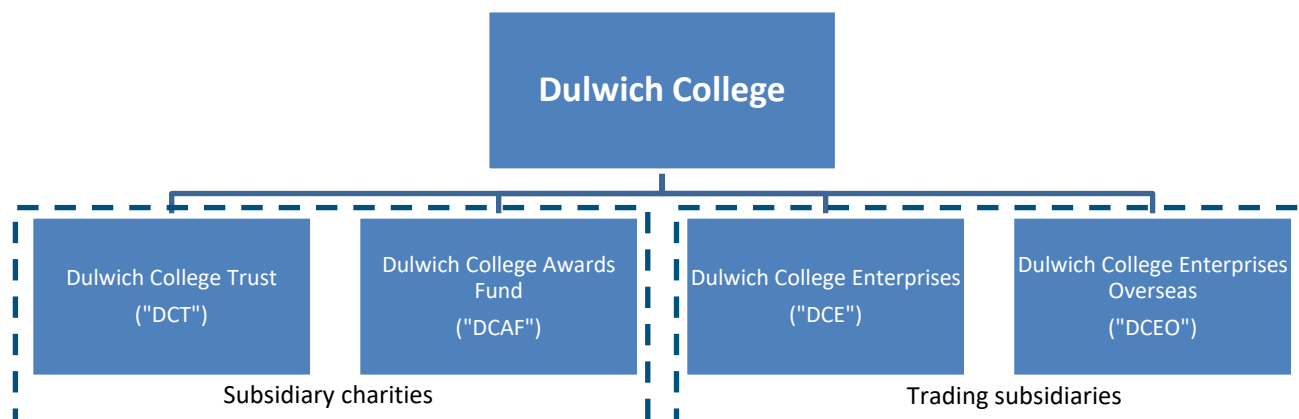 Dulwich College
Dulwich College Trust
("DCT")
Dulwich College Awards
Fund
("DCAF")
Dulwich College Enterprises
("DCE")
Dulwich College Enterprises
Overseas
("DCEO")
Subsidiary charities
Trading subsidiaries